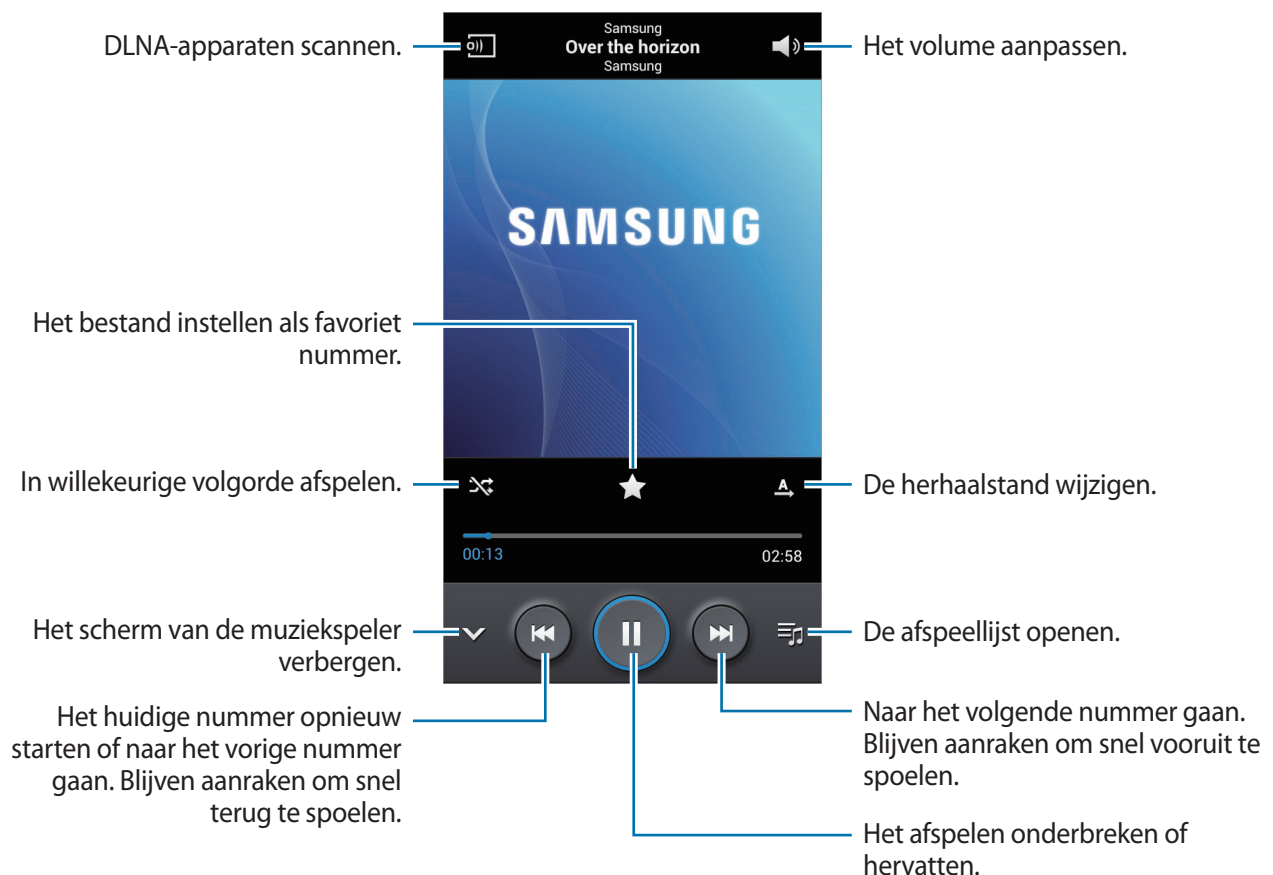 DLNA-apparaten scannen.
Samsung
Over the horizon
Samsung
Het volume aanpassen.
SAMSUNG
Het bestand instellen als favoriet
nummer.
In willekeurige volgorde afspelen.
A
De herhaalstand wijzigen.
00:13
02:58
Het scherm van de muziekspeler
verbergen.
De afspeellijst openen.
Het huidige nummer opnieuw
starten of naar het vorige nummer
gaan. Blijven aanraken om snel
terug te spoelen.
Naar het volgende nummer gaan.
Blijven aanraken om snel vooruit te
spoelen.
Het afspelen onderbreken of
hervatten.